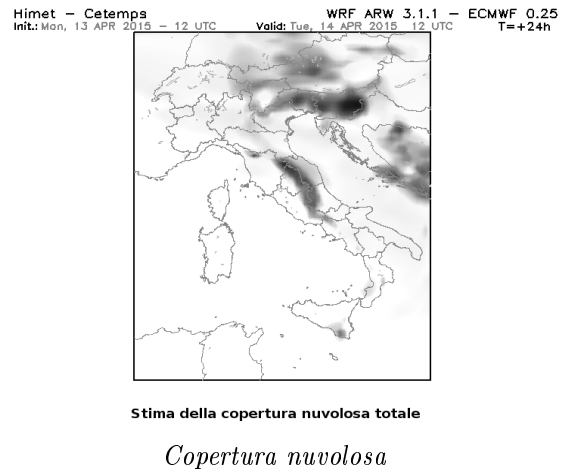 Himet – Cetemps WRF ARW 3.1.1 – ECMWF 0.25
Init.: Mon, 13 APR 2015 – 12 UTC Valid: Tue, 14 APR 2015 12 UTC T=+24h
Stima della copertura nuvolosa totale
Copertura nuvolosa